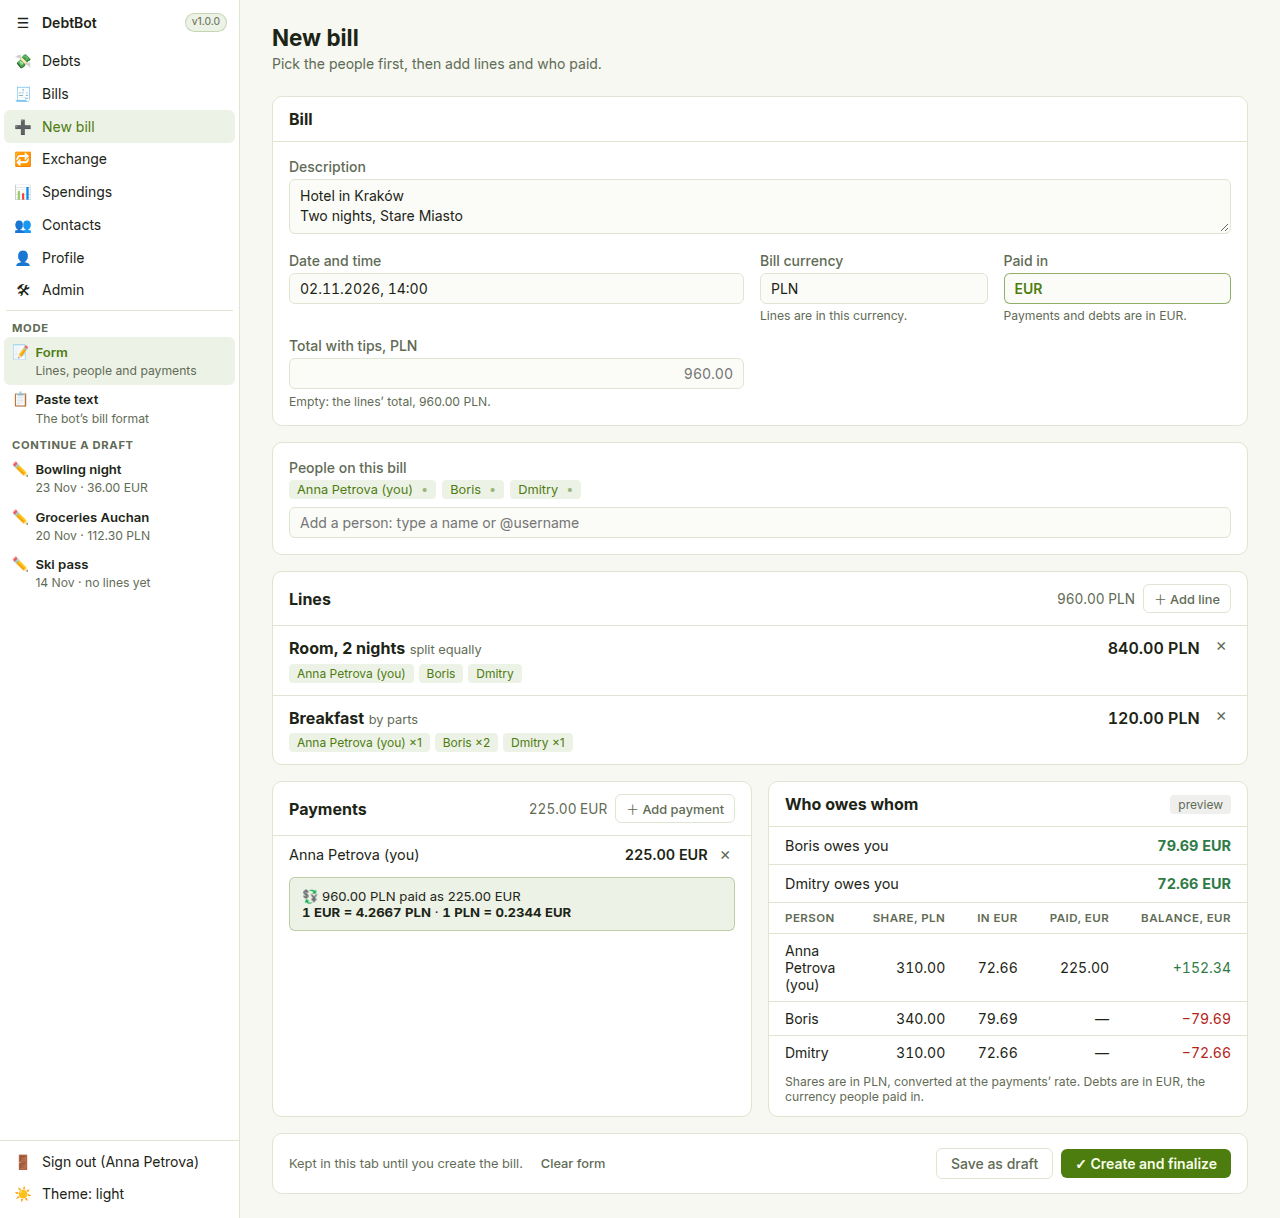 ☰ DebtBot v1.0.0
💸 Debts
🧾 Bills
➕ New bill
🔁 Exchange
📊 Spendings
👥 Contacts
👤 Profile
🛠 Admin
MODE
📝 Form
Lines, people and payments
📋 Paste text
The bot’s bill format
CONTINUE A DRAFT
✏️ Bowling night
23 Nov · 36.00 EUR
✏️ Groceries Auchan
20 Nov · 112.30 PLN
✏️ Ski pass
14 Nov · no lines yet
🚪 Sign out (Anna Petrova)
☀️ Theme: light
New bill
Pick the people first, then add lines and who paid.
Bill
Description
Hotel in Kraków
Two nights, Stare Miasto
Date and time Bill currency Paid in
02.11.2026, 14:00 PLN EUR
Lines are in this currency. Payments and debts are in EUR.
Total with tips, PLN
960.00
Empty: the lines’ total, 960.00 PLN.
People on this bill
Anna Petrova (you) • Boris • Dmitry •
Add a person: type a name or @username
Lines 960.00 PLN + Add line
Room, 2 nights split equally 840.00 PLN ×
Anna Petrova (you) Boris Dmitry
Breakfast by parts 120.00 PLN ×
Anna Petrova (you) ×1 Boris ×2 Dmitry ×1
Payments 225.00 EUR + Add payment
Anna Petrova (you) 225.00 EUR ×
💱 960.00 PLN paid as 225.00 EUR
1 EUR = 4.2667 PLN · 1 PLN = 0.2344 EUR
Who owes whom preview
Boris owes you 79.69 EUR
Dmitry owes you 72.66 EUR
PERSON SHARE, PLN IN EUR PAID, EUR BALANCE, EUR
Anna Petrova (you) 310.00 72.66 225.00 +152.34
Boris 340.00 79.69 — −79.69
Dmitry 310.00 72.66 — −72.66
Shares are in PLN, converted at the payments’ rate. Debts are in EUR, the
currency people paid in.
Kept in this tab until you create the bill. Clear form Save as draft ✓ Create and finalize